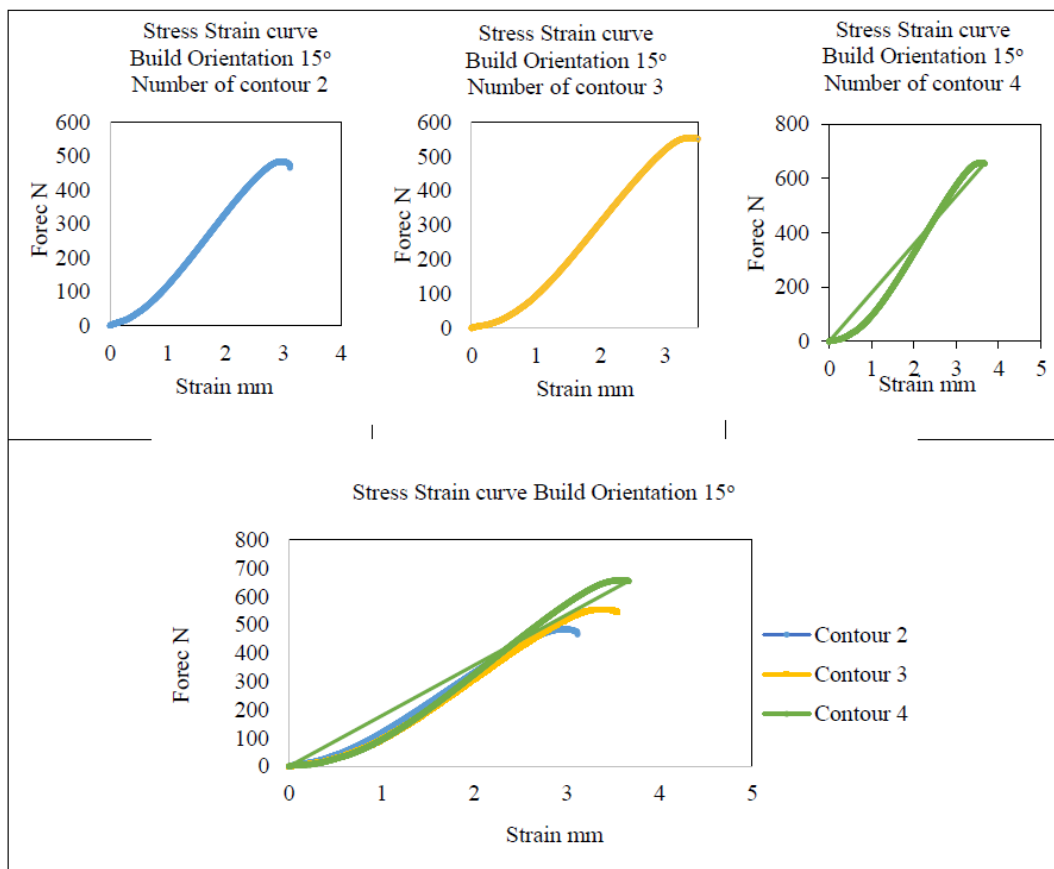 Stress Strain curve
Build Orientation 15o
Number of contour 2
600
500
400
300
200
100
0
Forec N
0 1 2 3 4
Strain mm
Stress Strain curve
Build Orientation 15o
Number of contour 3
600
500
400
300
200
100
0
Forec N
0 1 2 3
Strain mm
Stress Strain curve
Build Orientation 15o
Number of contour 4
800
600
400
200
0
Forec N
0 1 2 3 4 5
Strain mm
Stress Strain curve Build Orientation 15o
800
700
600
500
400
300
200
100
0
Forec N
0 1 2 3 4 5
Strain mm
Contour 2
Contour 3
Contour 4